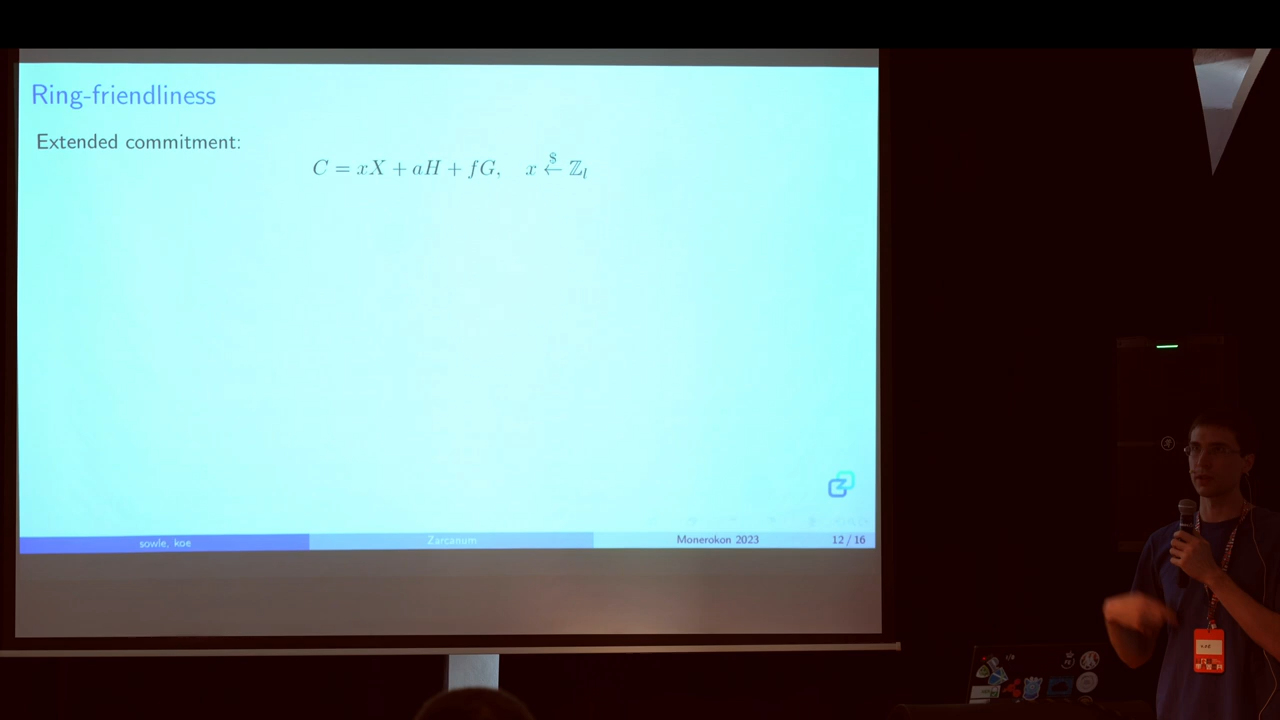 Ring-friendliness
Extended commitment:
C = xX + aH + fG, x $← ℤ_l
sowle, koe Zarcanum Monerokon 2023 12 / 16